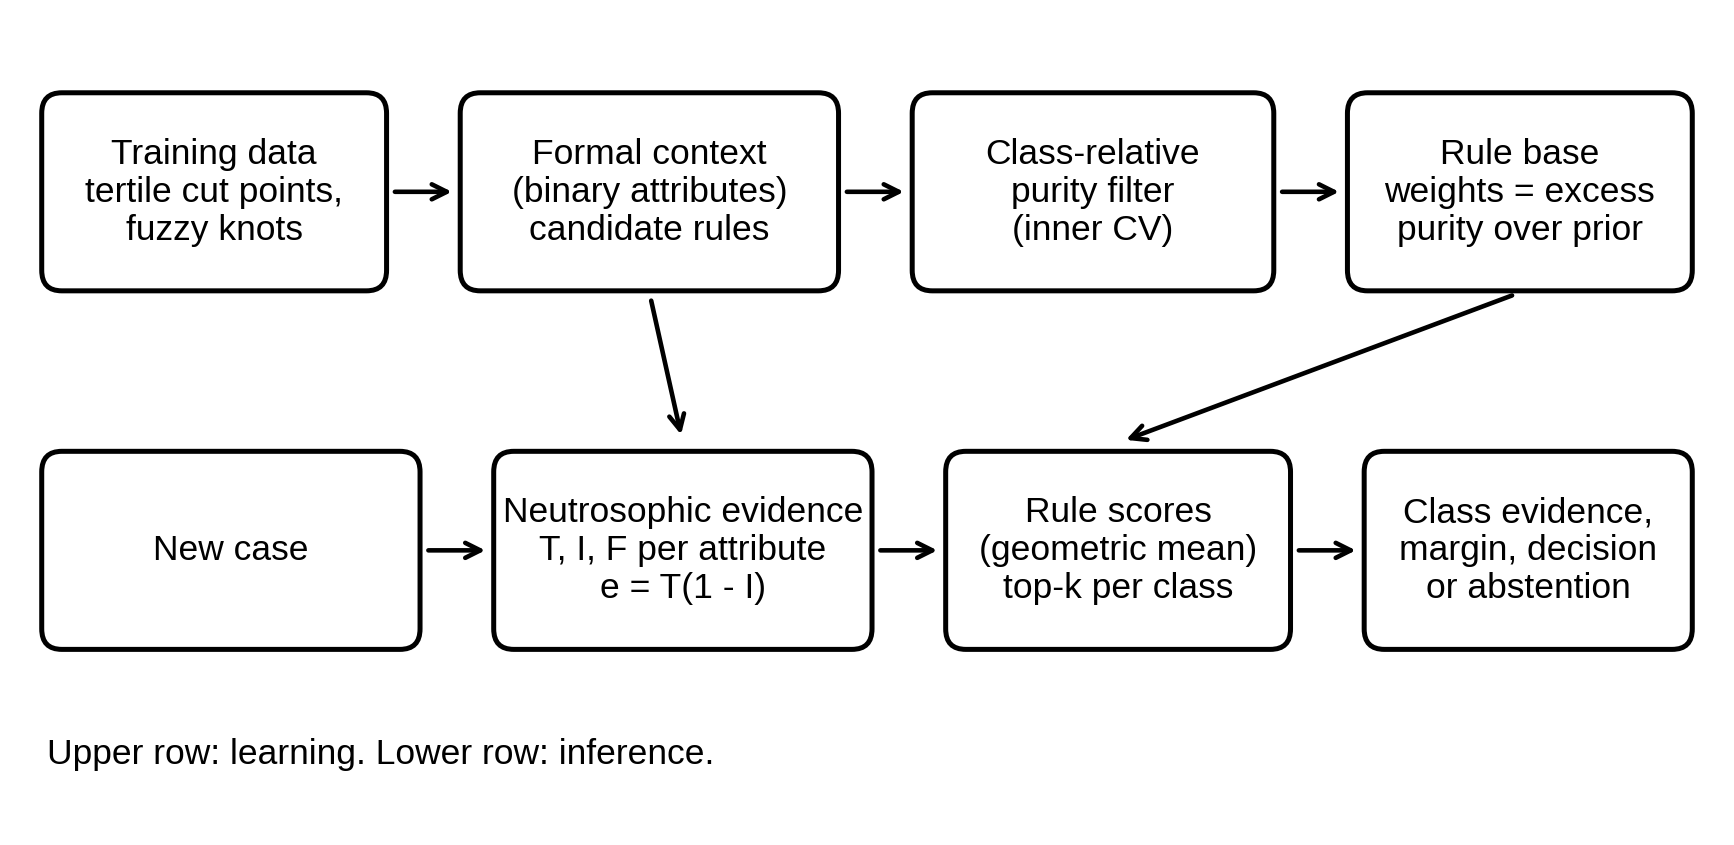 Training data
tertile cut points,
fuzzy knots
Formal context
(binary attributes)
candidate rules
Class-relative
purity filter
(inner CV)
Rule base
weights = excess
purity over prior
New case
Neutrosophic evidence
T, I, F per attribute
e = T(1 - I)
Rule scores
(geometric mean)
top-k per class
Class evidence,
margin, decision
or abstention
Upper row: learning. Lower row: inference.